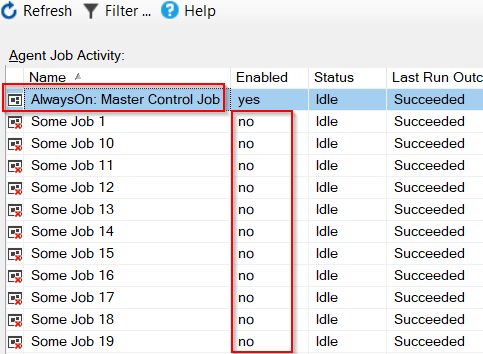 Refresh Filter ... Help
Agent Job Activity:
Name Enabled Status Last Run Outc
AlwaysOn: Master Control Job yes Idle Succeeded
Some Job 1 no Idle Succeeded
Some Job 10 no Idle Succeeded
Some Job 11 no Idle Succeeded
Some Job 12 no Idle Succeeded
Some Job 13 no Idle Succeeded
Some Job 14 no Idle Succeeded
Some Job 15 no Idle Succeeded
Some Job 16 no Idle Succeeded
Some Job 17 no Idle Succeeded
Some Job 18 no Idle Succeeded
Some Job 19 no Idle Succeeded